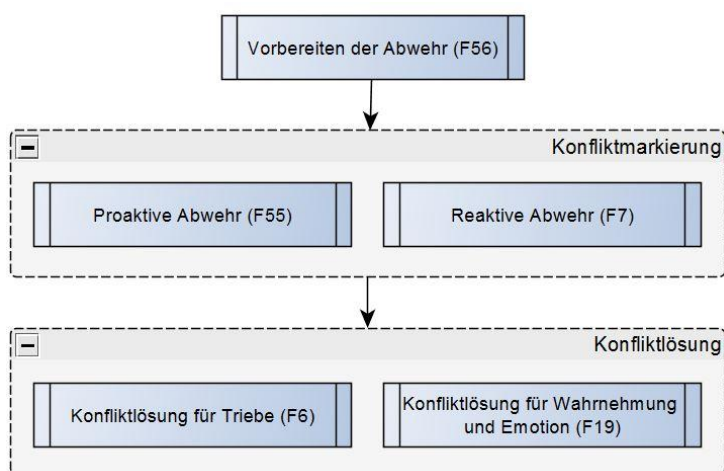 Vorbereiten der Abwehr (F56)
Konfliktmarkierung
Proaktive Abwehr (F55)
Reaktive Abwehr (F7)
Konfliktlösung
Konfliktlösung für Triebe (F6)
Konfliktlösung für Wahrnehmung
und Emotion (F19)